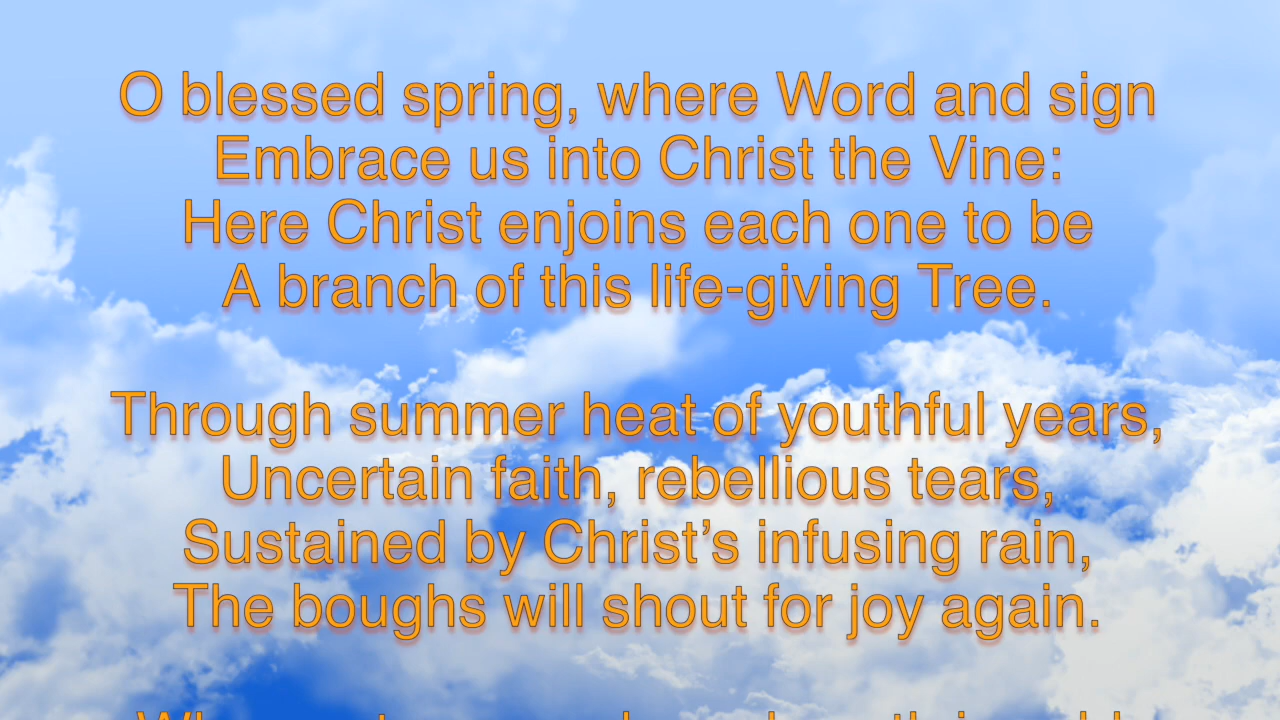 O blessed spring, where Word and sign
Embrace us into Christ the Vine:
Here Christ enjoins each one to be
A branch of this life-giving Tree.
Through summer heat of youthful years,
Uncertain faith, rebellious tears,
Sustained by Christ’s infusing rain,
The boughs will shout for joy again.